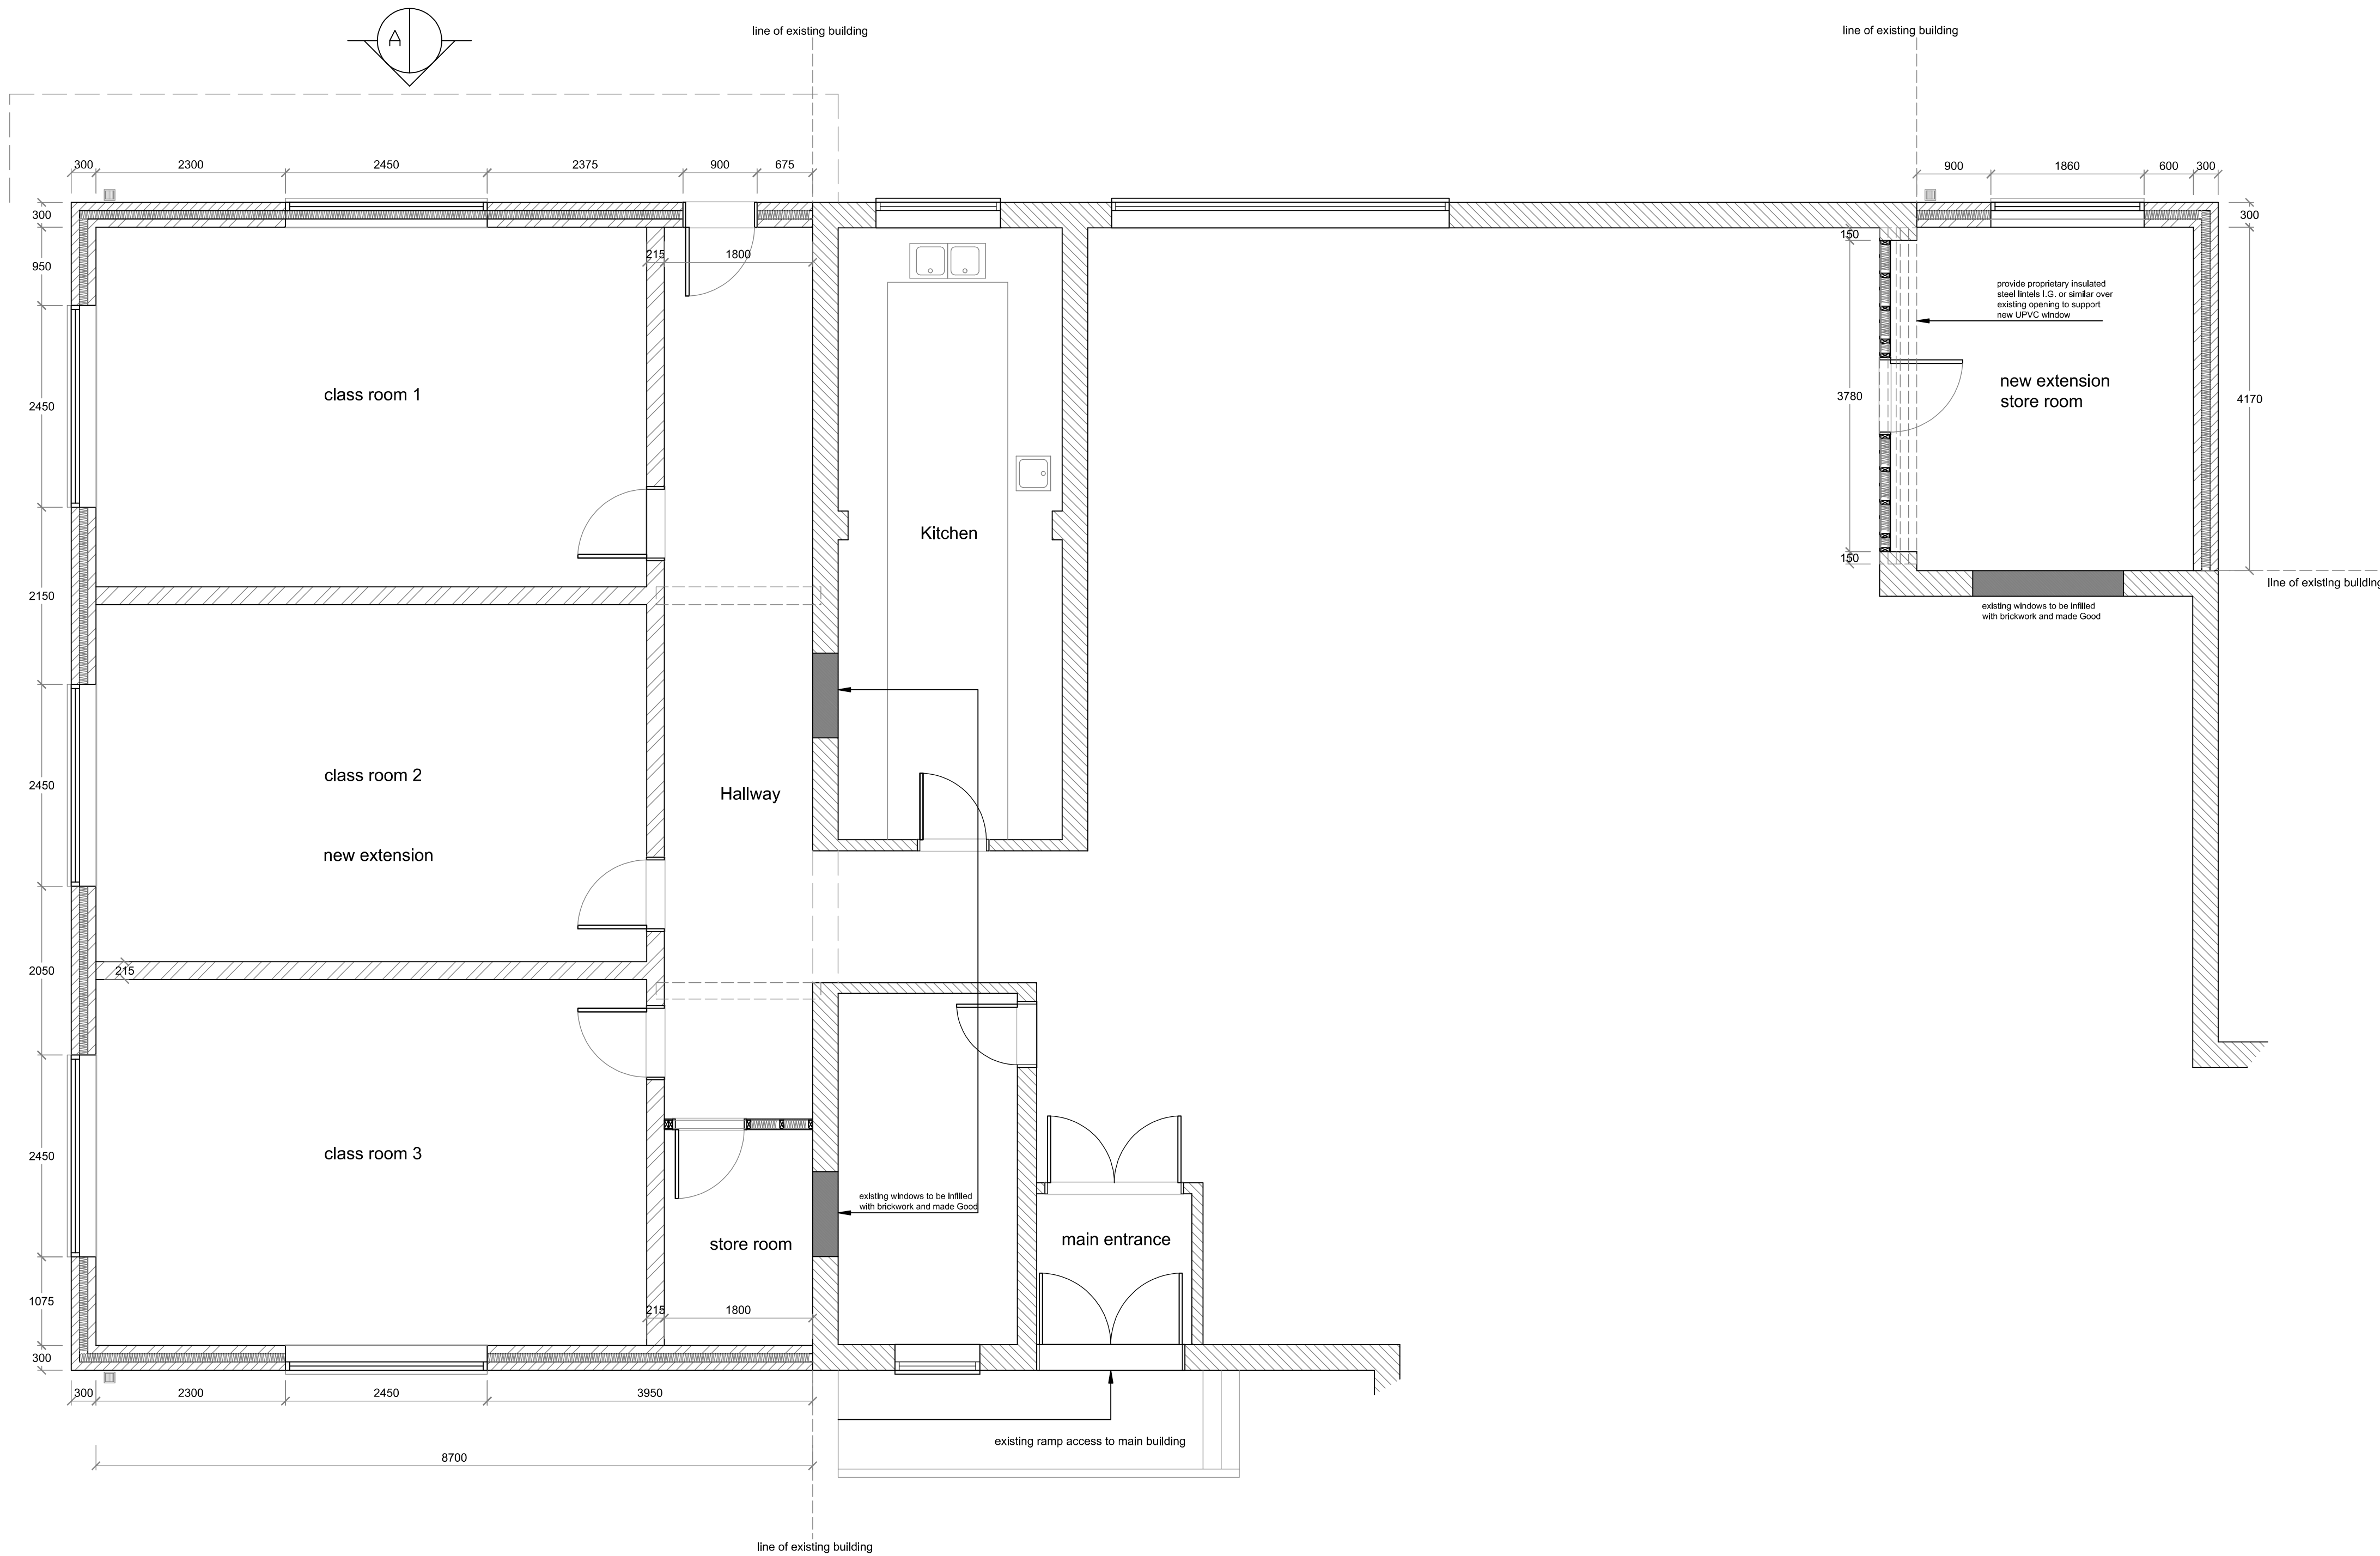 line of existing building
line of existing building
A
300
2300
2450
2375
900
675
900
1860
600
300
300
950
2450
2150
2450
2050
2450
1075
300
215
1800
150
3780
150
300
4170
provide proprietary insulated
steel lintels I.G. or similar over
existing opening to support
new UPVC window
class room 1
new extension
store room
Kitchen
line of existing building
existing windows to be infilled
with brickwork and made Good
class room 2
Hallway
new extension
215
class room 3
existing windows to be infilled
with brickwork and made Good
store room
main entrance
215
1800
300
2300
2450
3950
existing ramp access to main building
8700
line of existing building